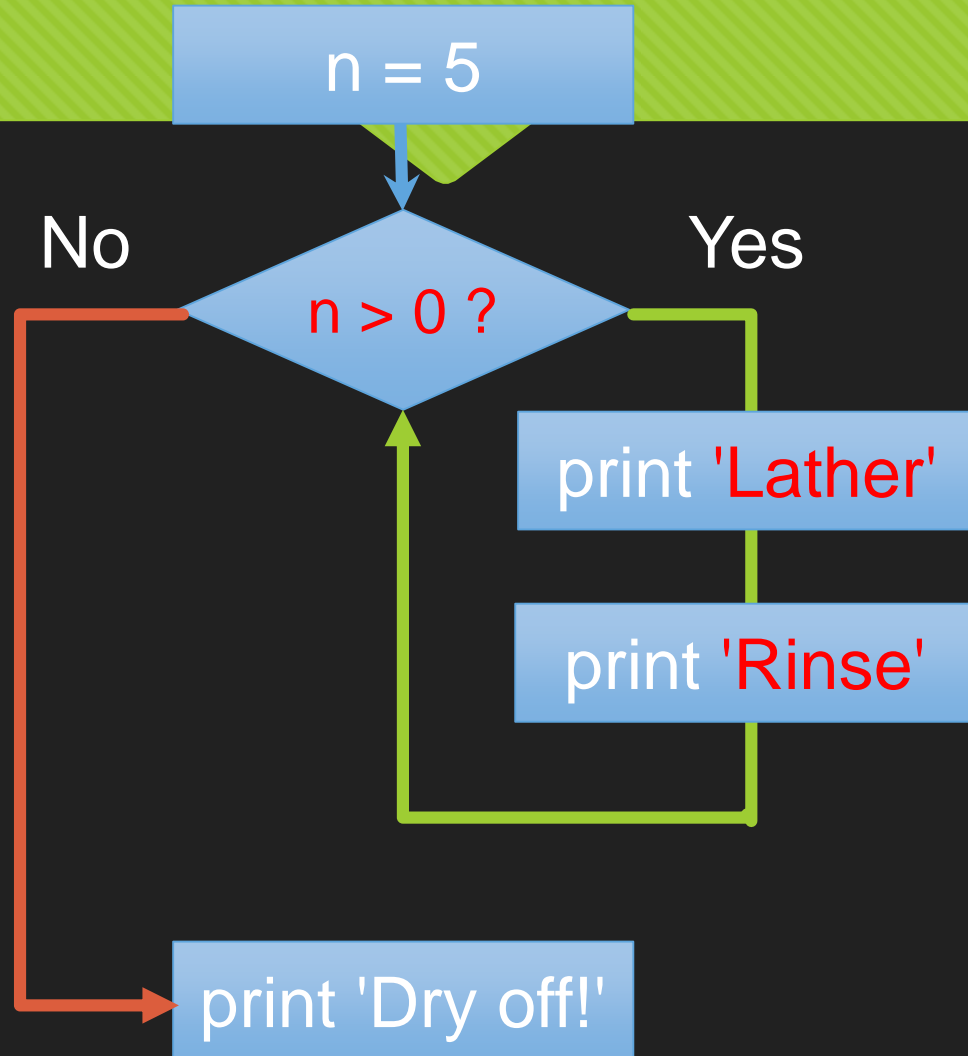 n = 5
No
Yes
n > 0 ?
print 'Lather'
print 'Rinse'
print 'Dry off!'